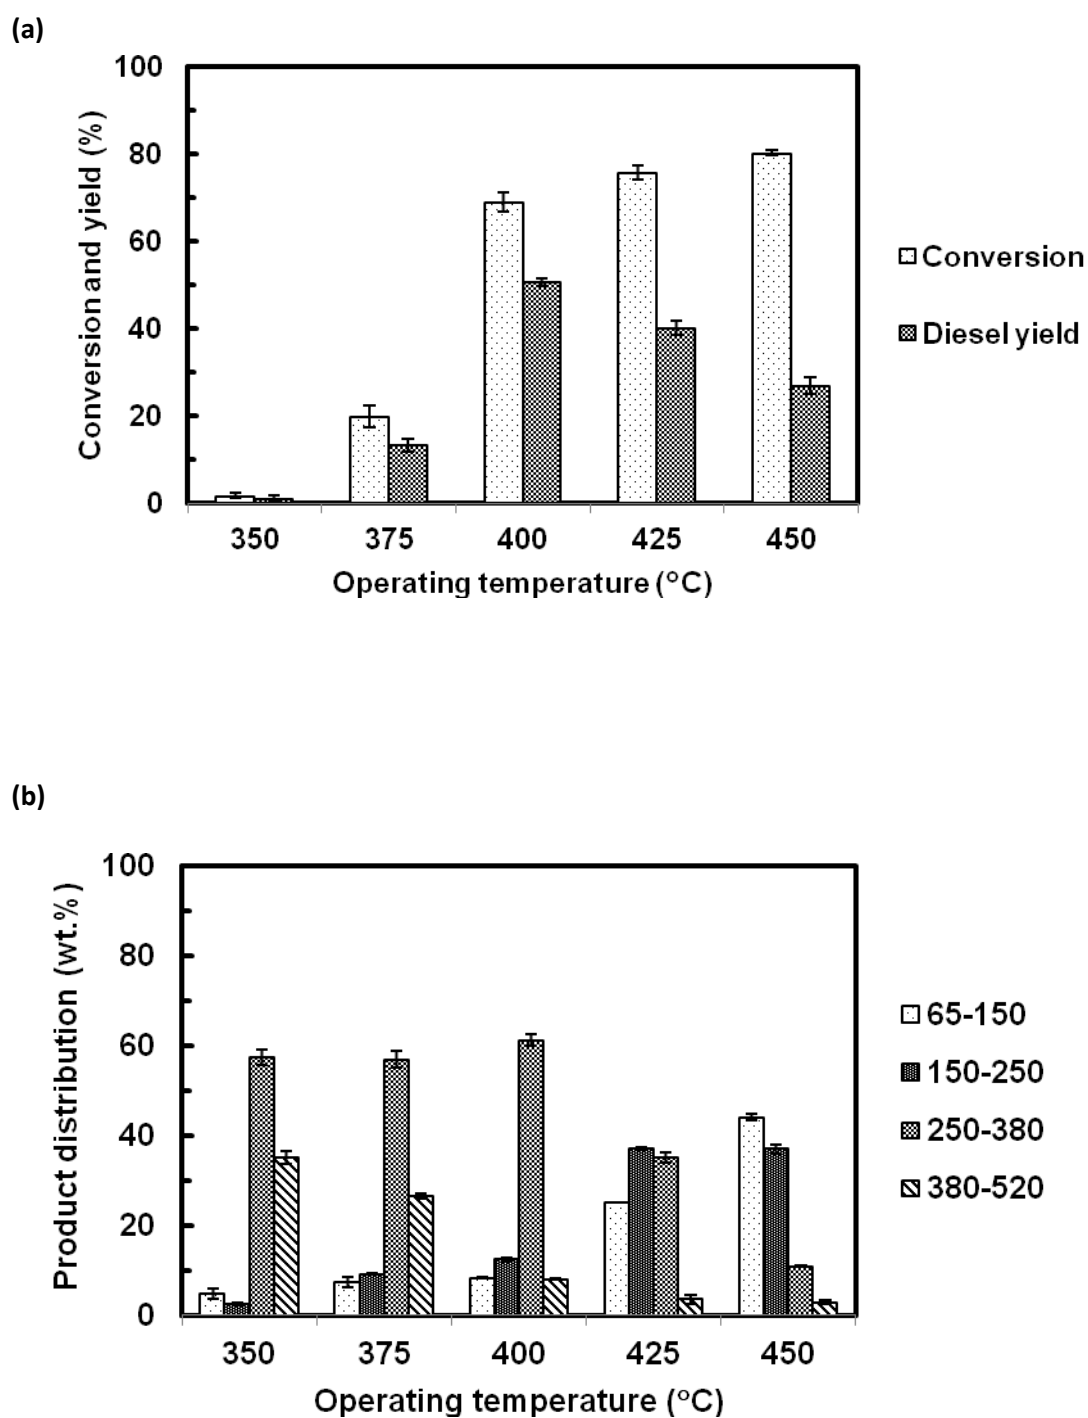 (a)
100
80
60
40
20
0
Conversion and yield (%)
350 375 400 425 450
Operating temperature (°C)
Conversion
Diesel yield
(b)
100
80
60
40
20
0
Product distribution (wt.%)
350 375 400 425 450
Operating temperature (°C)
65-150
150-250
250-380
380-520